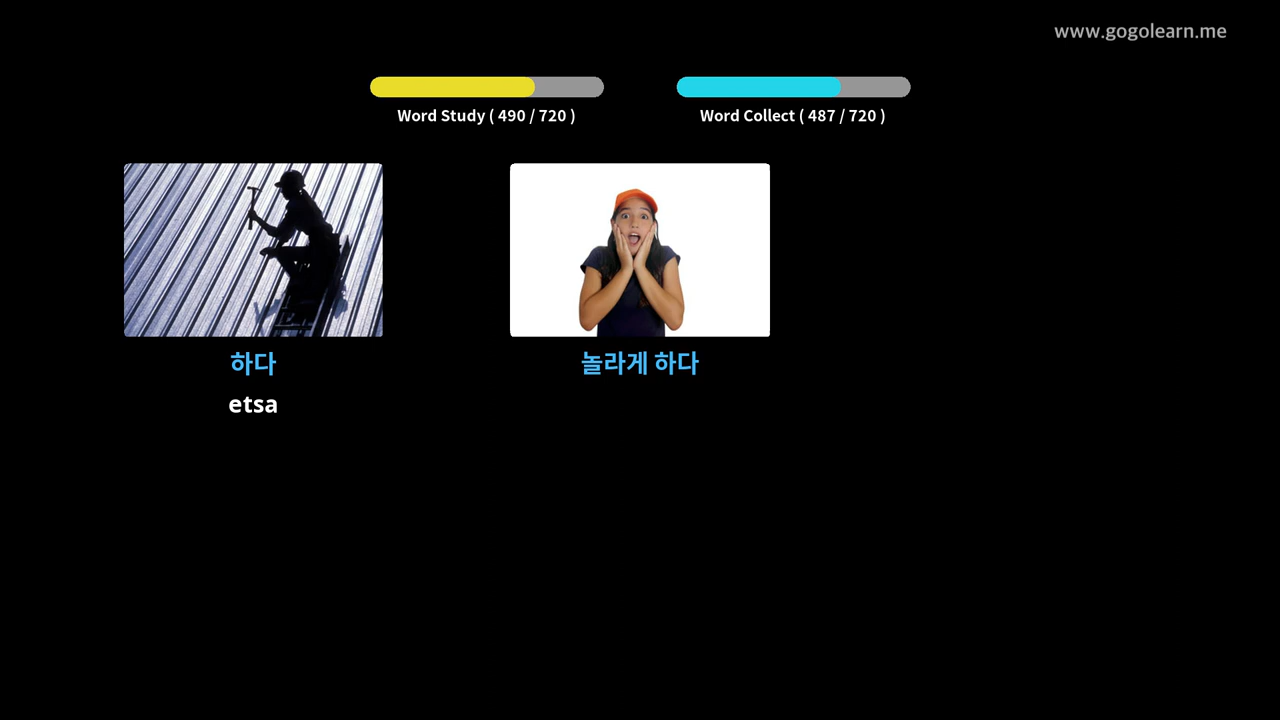 www.gogolearn.me
Word Study ( 490 / 720 )
Word Collect ( 487 / 720 )
하다
놀라게 하다
etsa